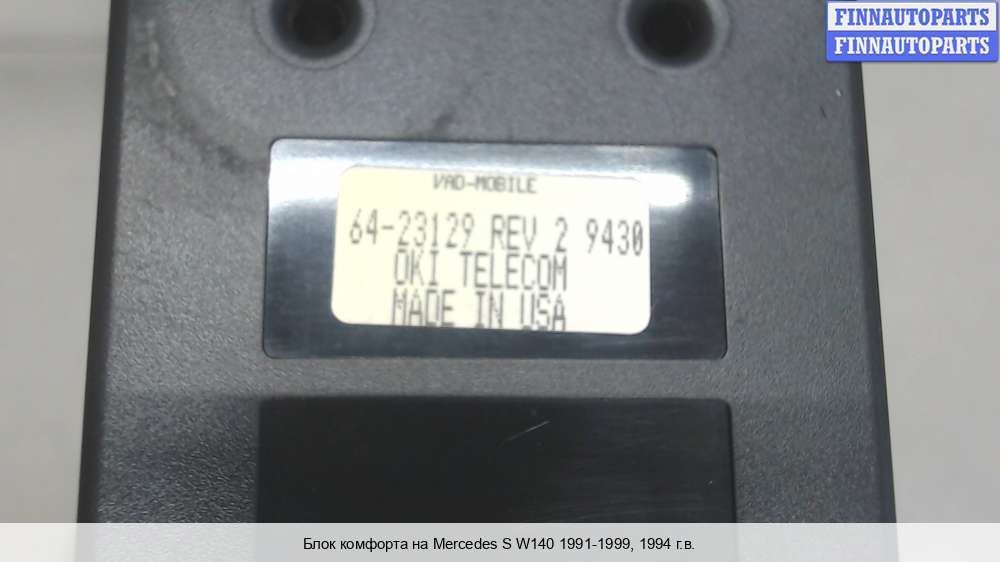 FINNAUTOPARTS
FINNAUTOPARTS
VAD-MOBILE
64-23129 REV 2 9430
OKI TELECOM
MADE IN USA
Блок комфорта на Mercedes S W140 1991-1999, 1994 г.в.